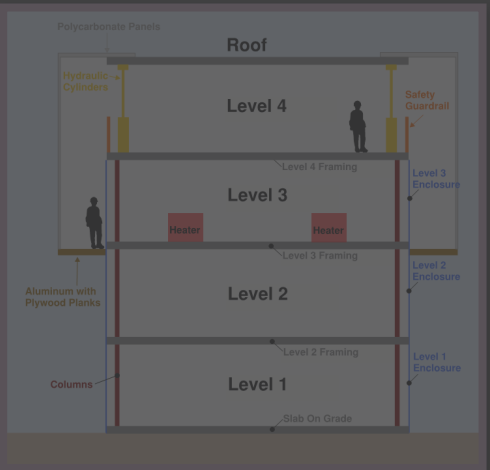 Polycarbonate Panels
Roof
Hydraulic
Cylinders
Level 4
Safety
Guardrail
Level 4 Framing
Level 3
Enclosure
Level 3
Heater
Heater
Level 3 Framing
Level 2
Enclosure
Aluminum with
Plywood Planks
Level 2
Level 2 Framing
Level 1
Enclosure
Columns
Level 1
Slab On Grade